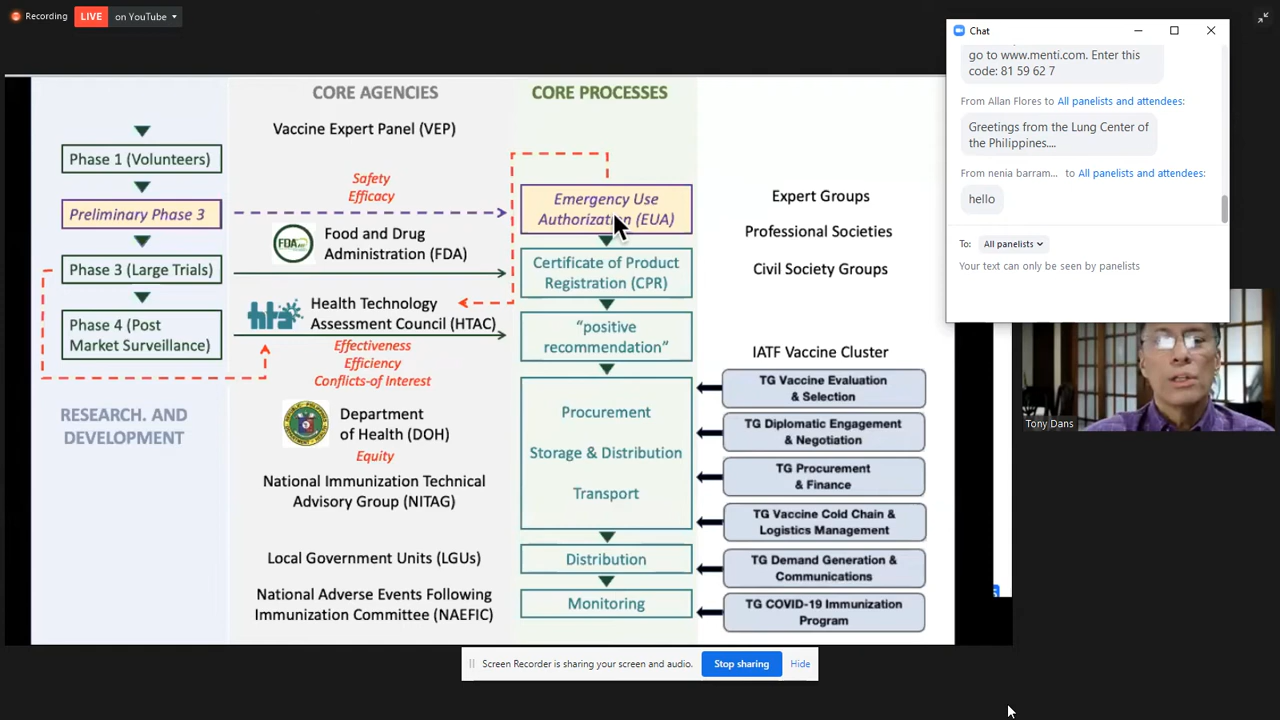 Recording
LIVE
on YouTube
CORE AGENCIES
CORE PROCESSES
Phase 1 (Volunteers)
Preliminary Phase 3
Phase 3 (Large Trials)
Phase 4 (Post
Market Surveillance)
RESEARCH. AND
DEVELOPMENT
Vaccine Expert Panel (VEP)
Safety
Efficacy
FDA
Food and Drug
Administration (FDA)
hta
Health Technology
Assessment Council (HTAC)
Effectiveness
Efficiency
Conflicts-of Interest
Department
of Health (DOH)
Equity
National Immunization Technical
Advisory Group (NITAG)
Local Government Units (LGUs)
National Adverse Events Following
Immunization Committee (NAEFIC)
Emergency Use
Authorization (EUA)
Certificate of Product
Registration (CPR)
“positive
recommendation”
Procurement
Storage & Distribution
Transport
Distribution
Monitoring
Expert Groups
Professional Societies
Civil Society Groups
IATF Vaccine Cluster
TG Vaccine Evaluation
& Selection
TG Diplomatic Engagement
& Negotiation
TG Procurement
& Finance
TG Vaccine Cold Chain &
Logistics Management
TG Demand Generation &
Communications
TG COVID-19 Immunization
Program
Chat
go to www.menti.com. Enter this
code: 81 59 62 7
From Allan Flores to All panelists and attendees:
Greetings from the Lung Center of
the Philippines....
From nenia barram... to All panelists and attendees:
hello
To: All panelists
Your text can only be seen by panelists
Tony Dans
Screen Recorder is sharing your screen and audio.
Stop sharing
Hide